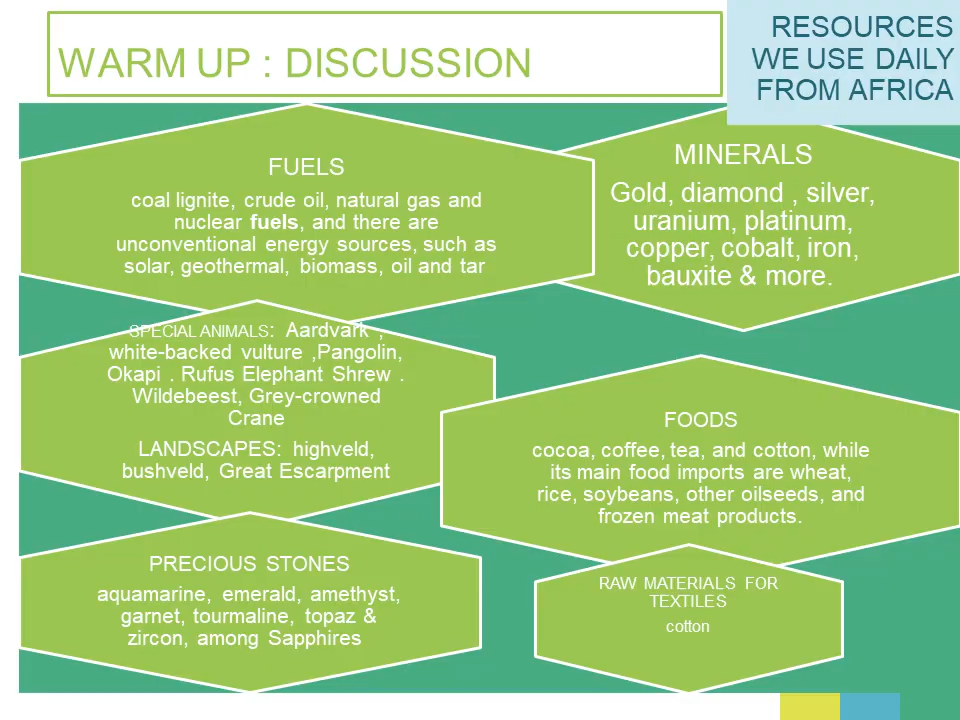 WARM UP : DISCUSSION
RESOURCES
WE USE DAILY
FROM AFRICA
FUELS
coal lignite, crude oil, natural gas and
nuclear fuels, and there are
unconventional energy sources, such as
solar, geothermal, biomass, oil and tar
MINERALS
Gold, diamond , silver,
uranium, platinum,
copper, cobalt, iron,
bauxite & more.
SPECIAL ANIMALS: Aardvark ,
white-backed vulture ,Pangolin,
Okapi . Rufus Elephant Shrew .
Wildebeest, Grey-crowned
Crane
LANDSCAPES: highveld,
bushveld, Great Escarpment
FOODS
cocoa, coffee, tea, and cotton, while
its main food imports are wheat,
rice, soybeans, other oilseeds, and
frozen meat products.
PRECIOUS STONES
aquamarine, emerald, amethyst,
garnet, tourmaline, topaz &
zircon, among Sapphires
RAW MATERIALS FOR
TEXTILES
cotton